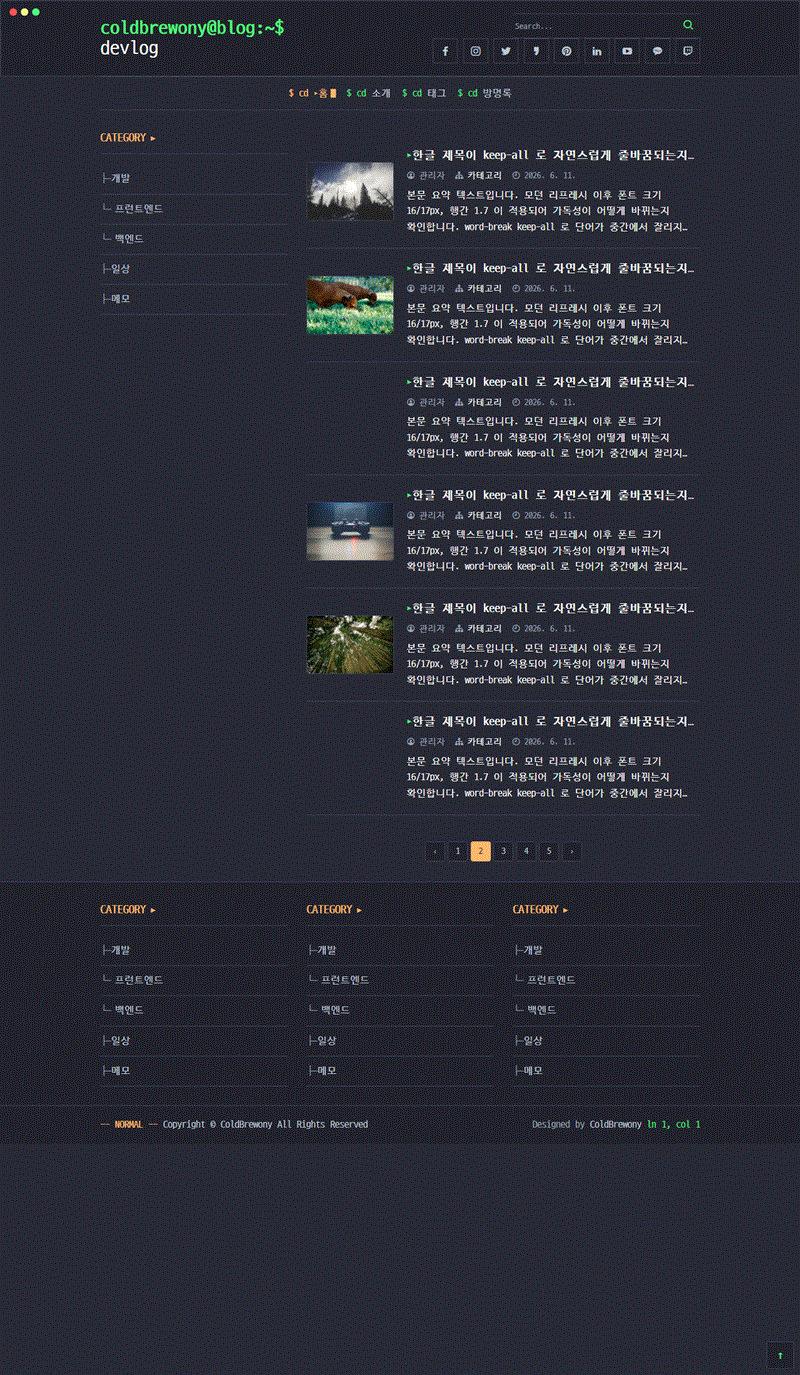 coldbrewony@blog:~$
devlog
Search...
$ cd ▸홈
$ cd 소개
$ cd 태그
$ cd 방명록
CATEGORY ▸
├─개발
└─ 프런트엔드
└─ 백엔드
├─일상
├─메모
▸한글 제목이 keep-all 로 자연스럽게 줄바꿈되는지…
관리자 카테고리 2026. 6. 11.
본문 요약 텍스트입니다. 모던 리프레시 이후 폰트 크기
16/17px, 행간 1.7 이 적용되어 가독성이 어떻게 바뀌는지
확인합니다. word-break keep-all 로 단어가 중간에서 잘리지…
▸한글 제목이 keep-all 로 자연스럽게 줄바꿈되는지…
관리자 카테고리 2026. 6. 11.
본문 요약 텍스트입니다. 모던 리프레시 이후 폰트 크기
16/17px, 행간 1.7 이 적용되어 가독성이 어떻게 바뀌는지
확인합니다. word-break keep-all 로 단어가 중간에서 잘리지…
▸한글 제목이 keep-all 로 자연스럽게 줄바꿈되는지…
관리자 카테고리 2026. 6. 11.
본문 요약 텍스트입니다. 모던 리프레시 이후 폰트 크기
16/17px, 행간 1.7 이 적용되어 가독성이 어떻게 바뀌는지
확인합니다. word-break keep-all 로 단어가 중간에서 잘리지…
▸한글 제목이 keep-all 로 자연스럽게 줄바꿈되는지…
관리자 카테고리 2026. 6. 11.
본문 요약 텍스트입니다. 모던 리프레시 이후 폰트 크기
16/17px, 행간 1.7 이 적용되어 가독성이 어떻게 바뀌는지
확인합니다. word-break keep-all 로 단어가 중간에서 잘리지…
▸한글 제목이 keep-all 로 자연스럽게 줄바꿈되는지…
관리자 카테고리 2026. 6. 11.
본문 요약 텍스트입니다. 모던 리프레시 이후 폰트 크기
16/17px, 행간 1.7 이 적용되어 가독성이 어떻게 바뀌는지
확인합니다. word-break keep-all 로 단어가 중간에서 잘리지…
▸한글 제목이 keep-all 로 자연스럽게 줄바꿈되는지…
관리자 카테고리 2026. 6. 11.
본문 요약 텍스트입니다. 모던 리프레시 이후 폰트 크기
16/17px, 행간 1.7 이 적용되어 가독성이 어떻게 바뀌는지
확인합니다. word-break keep-all 로 단어가 중간에서 잘리지…
‹ 1 2 3 4 5 ›
CATEGORY ▸
├─개발
└─ 프런트엔드
└─ 백엔드
├─일상
├─메모
CATEGORY ▸
├─개발
└─ 프런트엔드
└─ 백엔드
├─일상
├─메모
CATEGORY ▸
├─개발
└─ 프런트엔드
└─ 백엔드
├─일상
├─메모
-- NORMAL -- Copyright © ColdBrewony All Rights Reserved
Designed by ColdBrewony ln 1, col 1
↑